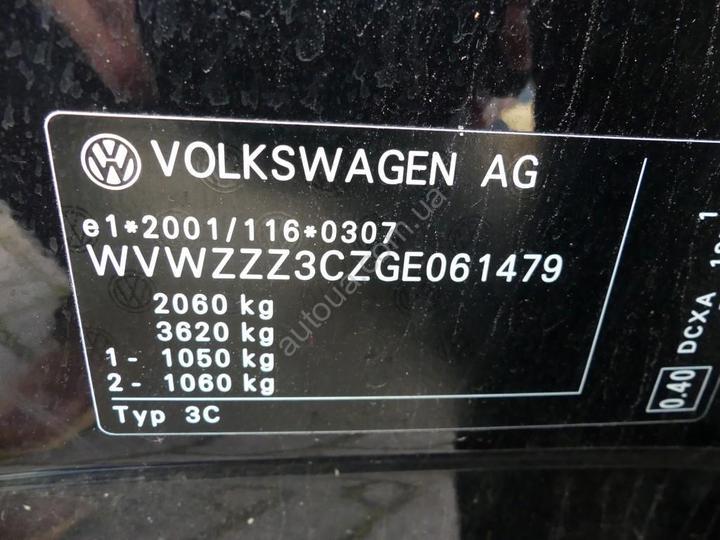 VOLKSWAGEN AG
e1*2001/116*0307
WVWZZZ3CZGE061479
2060 kg
3620 kg
1- 1050 kg
2- 1060 kg
Typ 3C
0.40 DCXA
autoua.com.ua